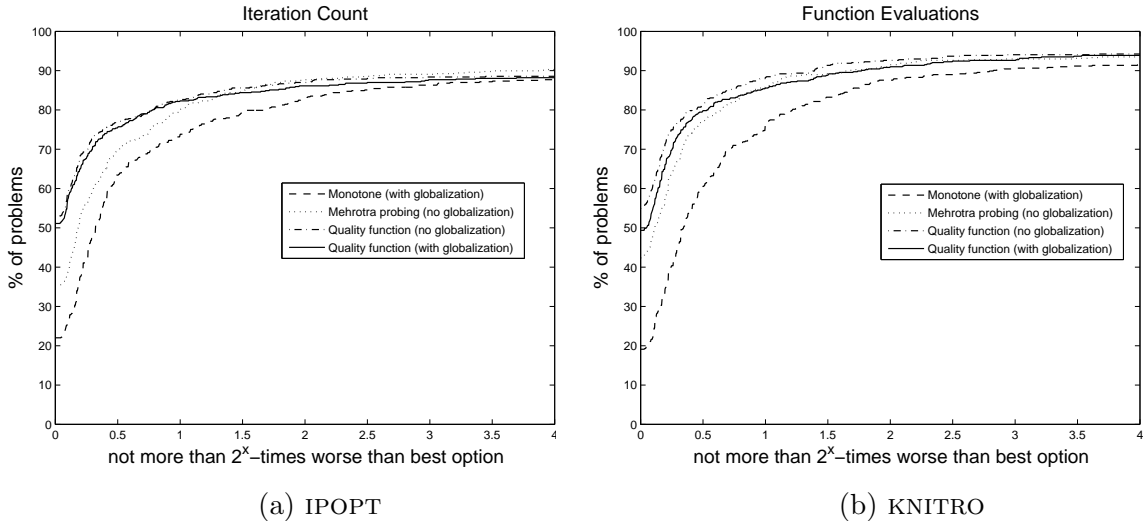 Iteration Count
100
90
80
70
60
50
40
30
20
10
0
% of problems
Monotone (with globalization)
Mehrotra probing (no globalization)
Quality function (no globalization)
Quality function (with globalization)
0 0.5 1 1.5 2 2.5 3 3.5 4
not more than 2^x−times worse than best option
(a) IPOPT
Function Evaluations
100
90
80
70
60
50
40
30
20
10
0
% of problems
Monotone (with globalization)
Mehrotra probing (no globalization)
Quality function (no globalization)
Quality function (with globalization)
0 0.5 1 1.5 2 2.5 3 3.5 4
not more than 2^x−times worse than best option
(b) KNITRO